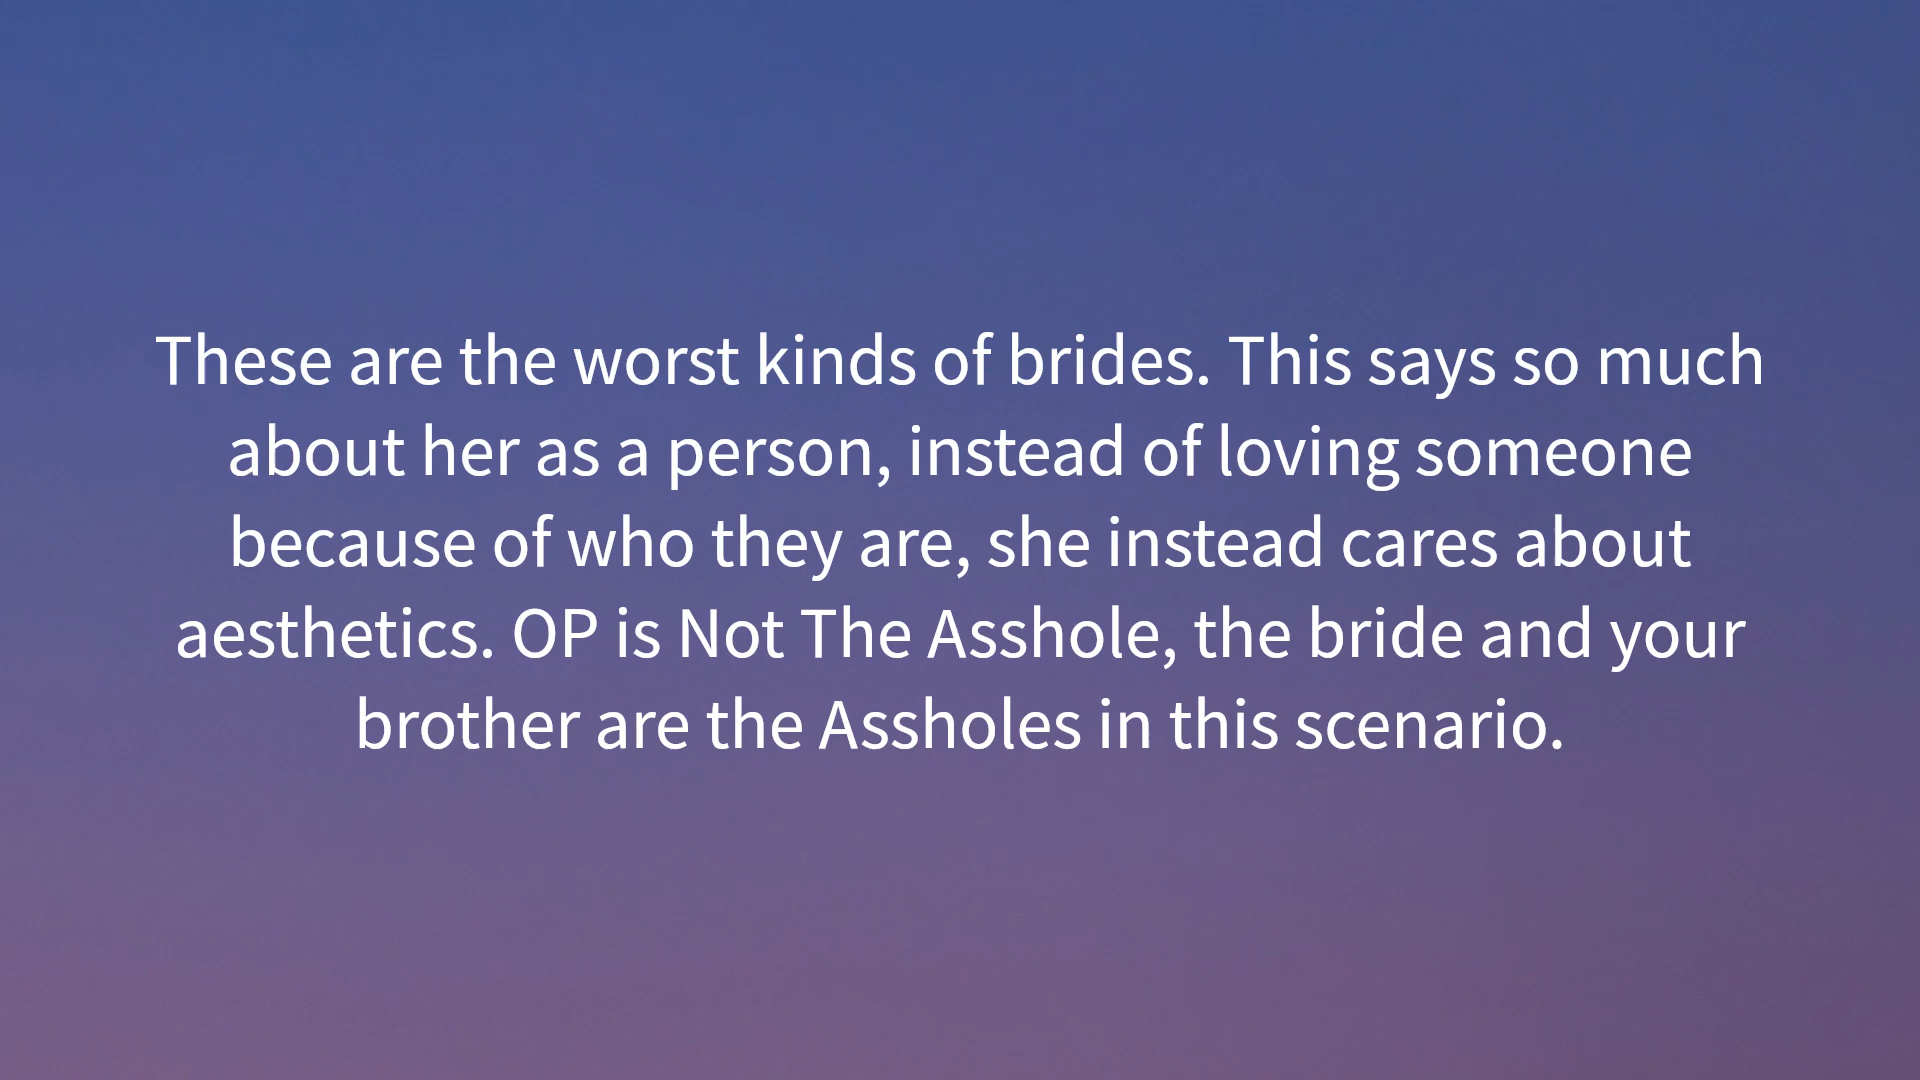 These are the worst kinds of brides. This says so much
about her as a person, instead of loving someone
because of who they are, she instead cares about
aesthetics. OP is Not The Asshole, the bride and your
brother are the Assholes in this scenario.